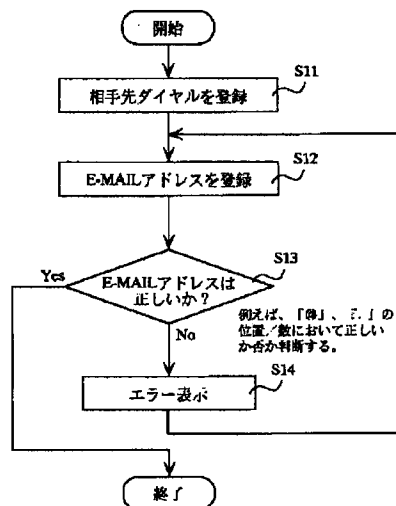 開始
S11
相手先ダイヤルを登録
S12
E-MAILアドレスを登録
S13
Yes
E-MAILアドレスは
正しいか?
例えば、「@」、「.」の
位置/数において正しい
か否か判断する。
No
S14
エラー表示
終了